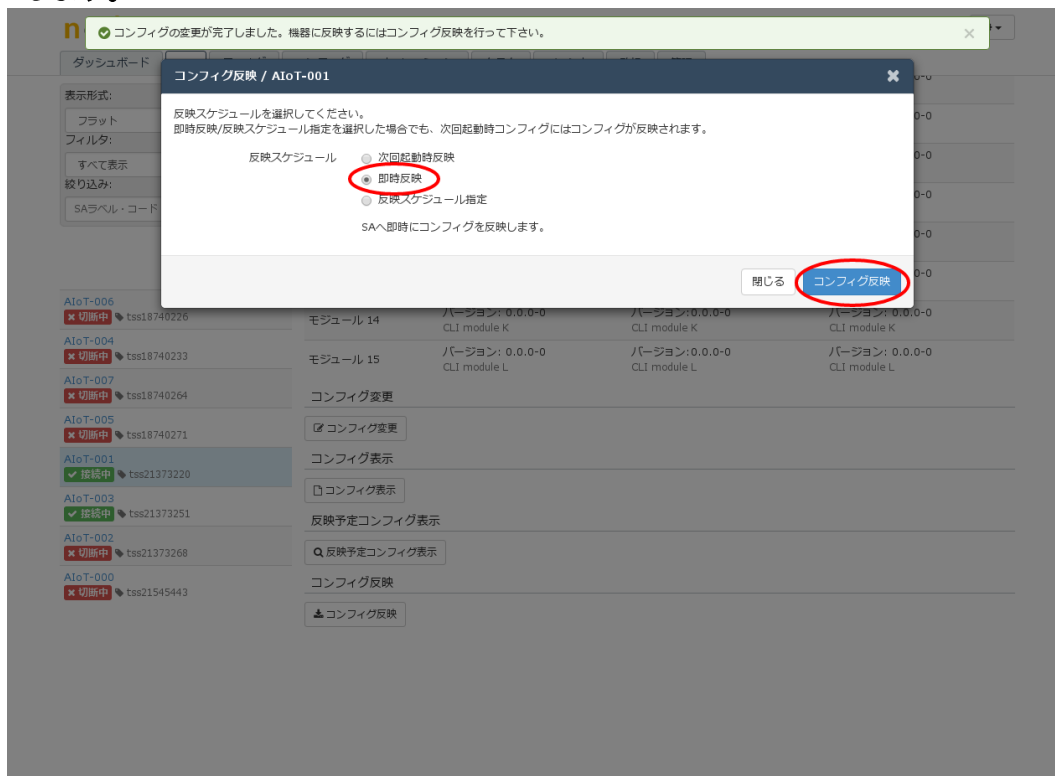 コンフィグの変更が完了しました。機器に反映するにはコンフィグ反映を行って下さい。
ダッシュボード
コンフィグ反映 / AIoT-001
表示形式:
フラット
フィルタ:
すべて表示
絞り込み:
SAラベル・コード
反映スケジュールを選択してください。
即時反映/反映スケジュール指定を選択した場合でも、次回起動時コンフィグにはコンフィグが反映されます。
反映スケジュール
次回起動時反映
即時反映
反映スケジュール指定
SAへ即時にコンフィグを反映します。
閉じる
コンフィグ反映
AIoT-006
切断中 tss18740226
AIoT-004
切断中 tss18740233
AIoT-007
切断中 tss18740264
AIoT-005
切断中 tss18740271
AIoT-001
接続中 tss21373220
AIoT-003
接続中 tss21373251
AIoT-002
切断中 tss21373268
AIoT-000
切断中 tss21545443
モジュール 14 バージョン: 0.0.0-0 バージョン:0.0.0-0 バージョン: 0.0.0-0
CLI module K CLI module K CLI module K
モジュール 15 バージョン: 0.0.0-0 バージョン:0.0.0-0 バージョン: 0.0.0-0
CLI module L CLI module L CLI module L
コンフィグ変更
コンフィグ変更
コンフィグ表示
コンフィグ表示
反映予定コンフィグ表示
反映予定コンフィグ表示
コンフィグ反映
コンフィグ反映